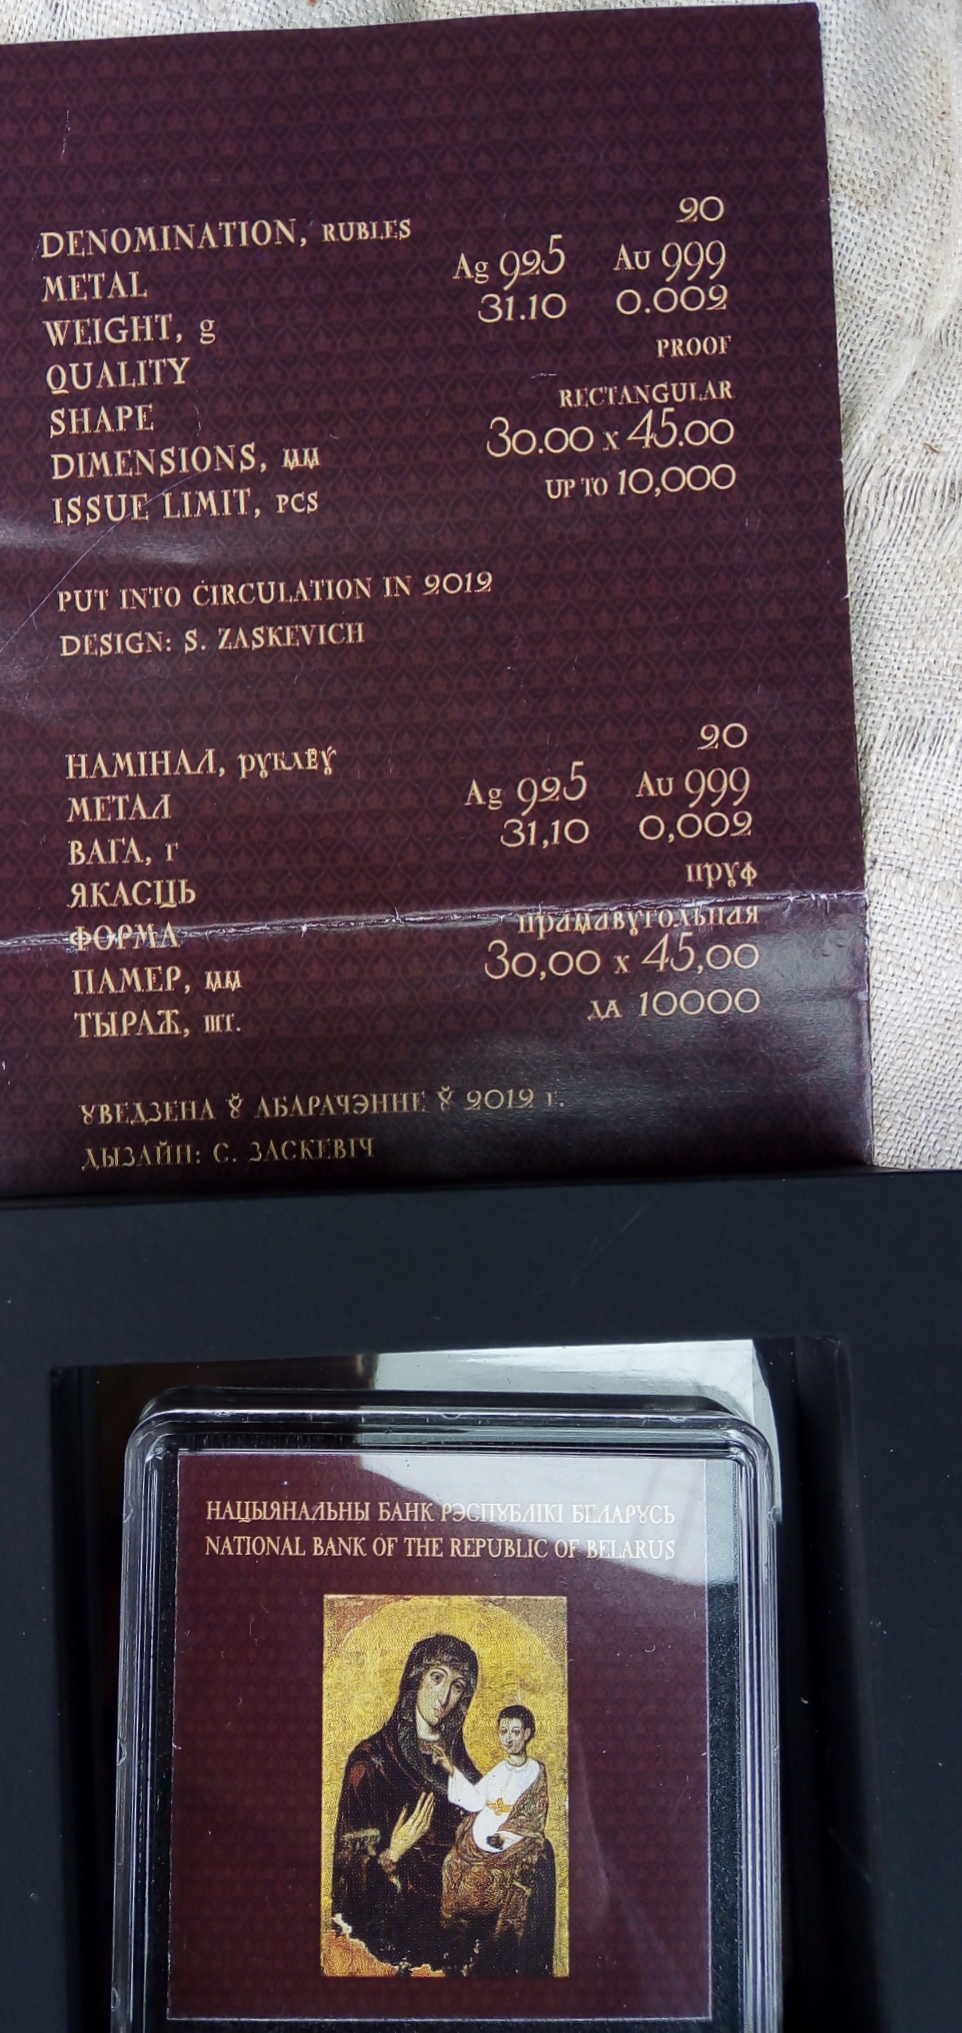 DENOMINATION, RUBLES 20
METAL Ag 925 Au 999
WEIGHT, g 31.10 0.002
QUALITY PROOF
SHAPE RECTANGULAR
DIMENSIONS, мм 30.00 x 45.00
ISSUE LIMIT, PCS UP TO 10,000
PUT INTO CIRCULATION IN 2012
DESIGN: S. ZASKEVICH
НАМІНАЛ, рублёў 20
МЕТАЛ Ag 925 Au 999
ВАГА, г 31,10 0,002
ЯКАСЦЬ пруф
ФОРМА прамавугольная
ПАМЕР, мм 30,00 x 45,00
ТЫРАЖ, шт. да 10000
УВЕДЗЕНА Ў АБАРАЧЭННЕ Ў 2012 г.
ДЫЗАЙН: С. ЗАСКЕВІЧ
НАЦЫЯНАЛЬНЫ БАНК РЭСПУБЛІКІ БЕЛАРУСЬ
NATIONAL BANK OF THE REPUBLIC OF BELARUS